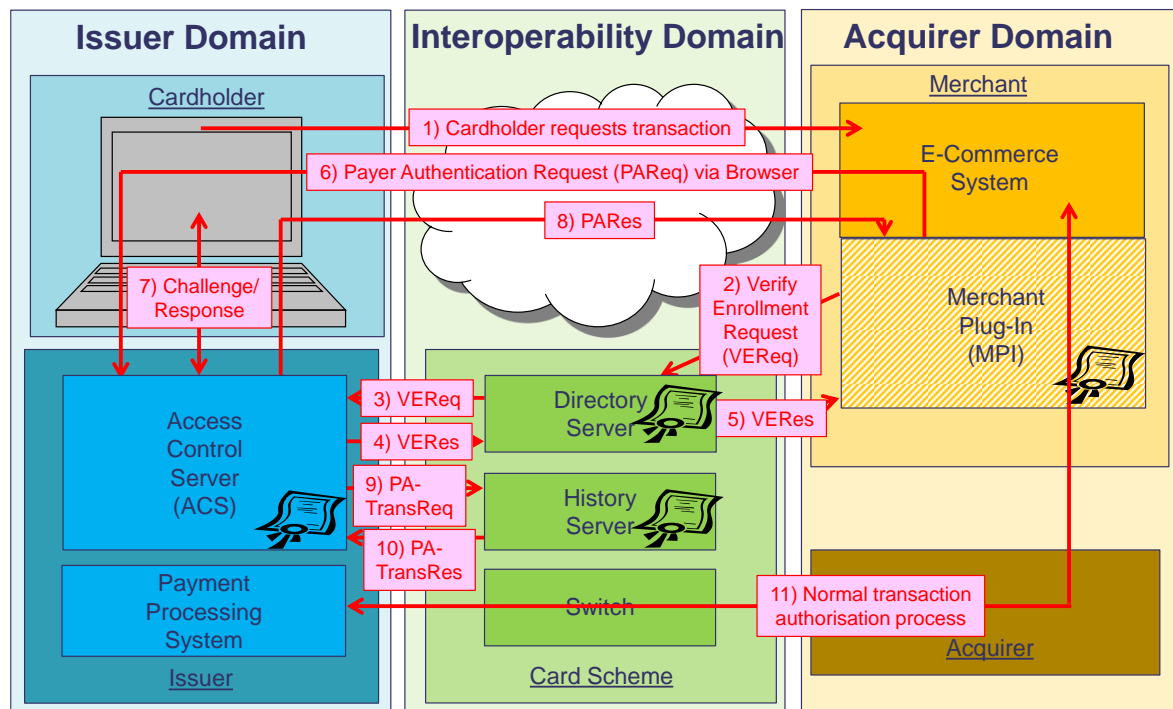 Issuer Domain
Interoperability Domain
Acquirer Domain
Cardholder
Merchant
1) Cardholder requests transaction
E-Commerce
System
6) Payer Authentication Request (PAReq) via Browser
8) PARes
7) Challenge/
Response
2) Verify
Enrollment
Request
(VEReq)
Merchant
Plug-In
(MPI)
Access
Control
Server
(ACS)
3) VEReq
4) VERes
Directory
Server
5) VERes
9) PA-
TransReq
10) PA-
TransRes
History
Server
Payment
Processing
System
Switch
11) Normal transaction
authorisation process
Issuer
Card Scheme
Acquirer